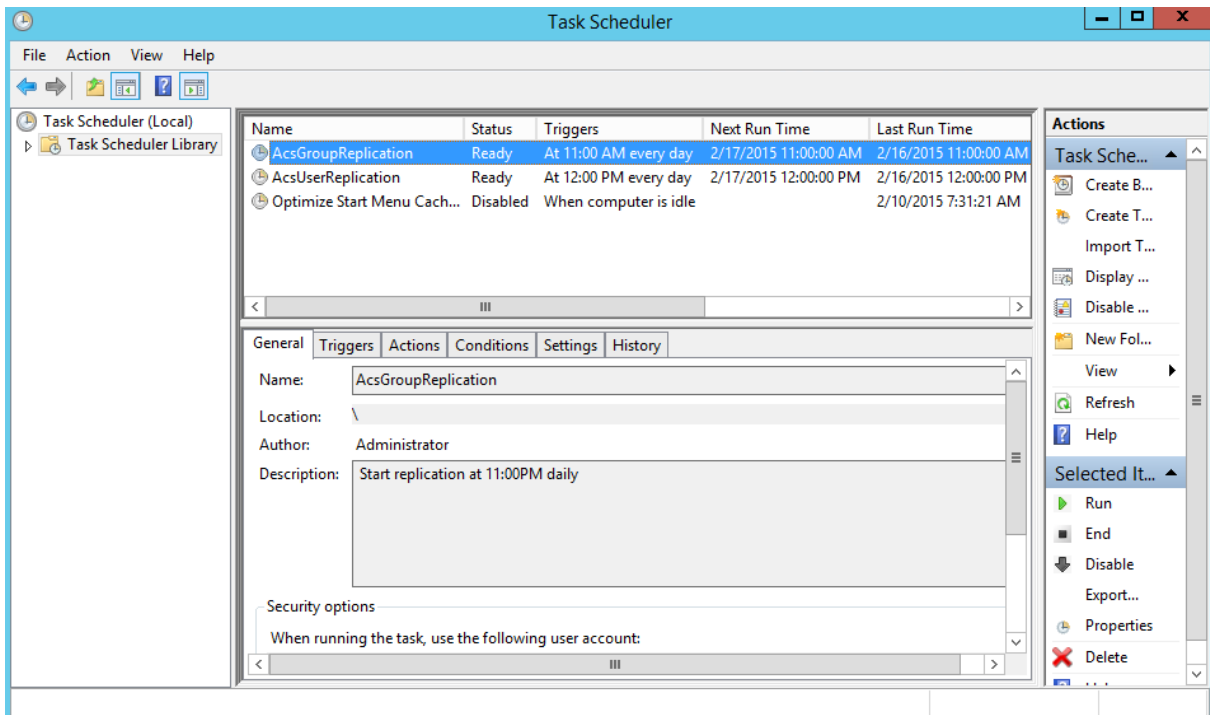 Task Scheduler
File Action View Help
Task Scheduler (Local)
Task Scheduler Library
Name Status Triggers Next Run Time Last Run Time
AcsGroupReplication Ready At 11:00 AM every day 2/17/2015 11:00:00 AM 2/16/2015 11:00:00 AM
AcsUserReplication Ready At 12:00 PM every day 2/17/2015 12:00:00 PM 2/16/2015 12:00:00 PM
Optimize Start Menu Cach... Disabled When computer is idle 2/10/2015 7:31:21 AM
General Triggers Actions Conditions Settings History
Name: AcsGroupReplication
Location: \
Author: Administrator
Description: Start replication at 11:00PM daily
Security options
When running the task, use the following user account:
Actions
Task Sche...
Create B...
Create T...
Import T...
Display ...
Disable ...
New Fol...
View
Refresh
Help
Selected It...
Run
End
Disable
Export...
Properties
Delete